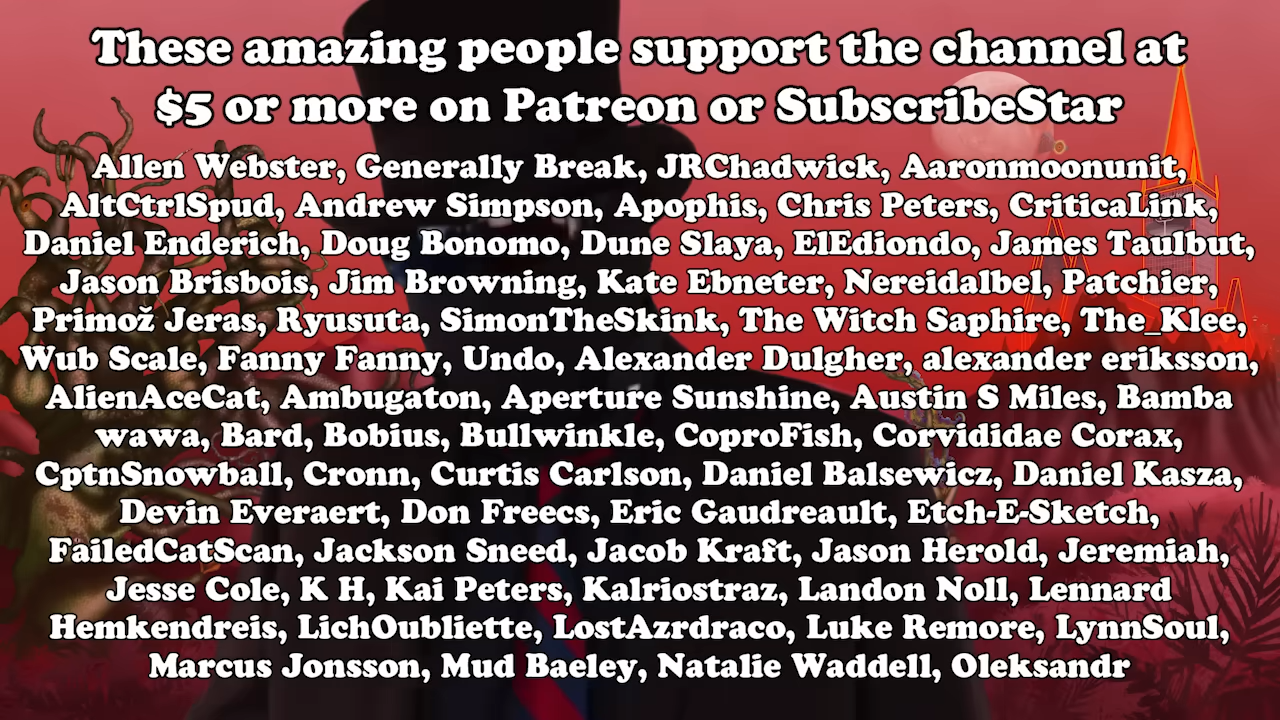 These amazing people support the channel at
$5 or more on Patreon or SubscribeStar
Allen Webster, Generally Break, JRChadwick, Aaronmoonunit,
AltCtrlSpud, Andrew Simpson, Apophis, Chris Peters, CriticaLink,
Daniel Enderich, Doug Bonomo, Dune Slaya, ElEdiondo, James Taulbut,
Jason Brisbois, Jim Browning, Kate Ebneter, Nereidalbel, Patchier,
Primož Jeras, Ryusuta, SimonTheSkink, The Witch Saphire, The_Klee,
Wub Scale, Fanny Fanny, Undo, Alexander Dulgher, alexander eriksson,
AlienAceCat, Ambugaton, Aperture Sunshine, Austin S Miles, Bamba
wawa, Bard, Bobius, Bullwinkle, CoproFish, Corvididae Corax,
CptnSnowball, Cronn, Curtis Carlson, Daniel Balsewicz, Daniel Kasza,
Devin Everaert, Don Freecs, Eric Gaudreault, Etch-E-Sketch,
FailedCatScan, Jackson Sneed, Jacob Kraft, Jason Herold, Jeremiah,
Jesse Cole, K H, Kai Peters, Kalriostraz, Landon Noll, Lennard
Hemkendreis, LichOubliette, LostAzrdraco, Luke Remore, LynnSoul,
Marcus Jonsson, Mud Baeley, Natalie Waddell, Oleksandr